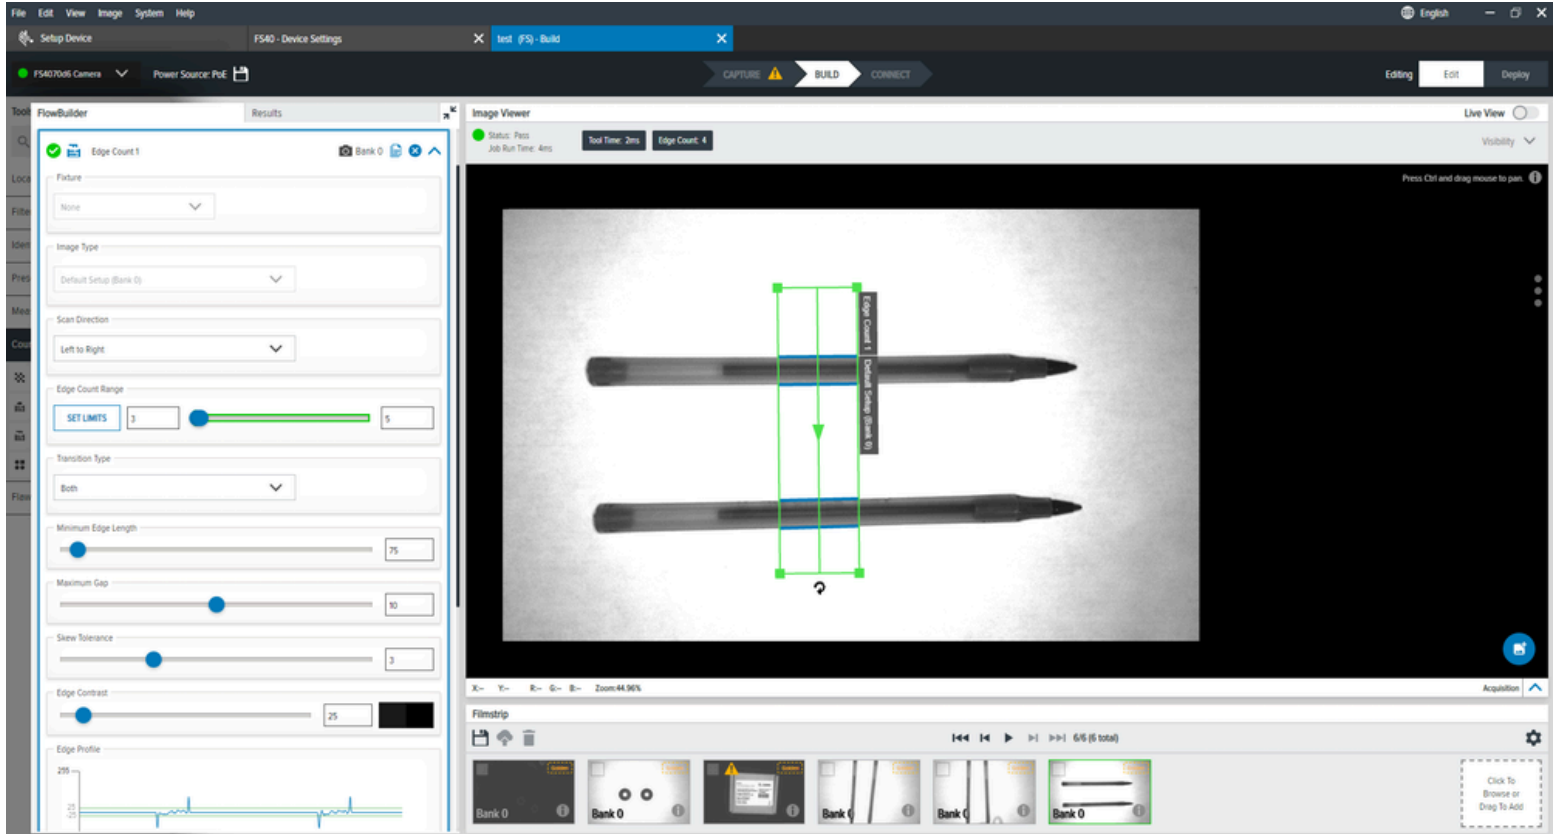 File Edit View Image System Help
English
Setup Device
FS40 - Device Settings
test (FS) - Build
FS4070d6 Camera
Power Source: PoE
CAPTURE
BUILD
CONNECT
Editing
Edit
Deploy
FlowBuilder
Results
Edge Count 1
Bank 0
Fixture
None
Image Type
Default Setup (Bank 0)
Scan Direction
Left to Right
Edge Count Range
SET LIMITS
3
5
Transition Type
Both
Minimum Edge Length
75
Maximum Gap
10
Skew Tolerance
3
Edge Contrast
25
Edge Profile
255
25
-25
Image Viewer
Live View
Status: Pass
Job Run Time: 4ms
Tool Time: 2ms
Edge Count: 4
Visibility
Press Ctrl and drag mouse to pan.
Edge Count 1
Default Setup (Bank 0)
X:-- Y:-- R:-- G:-- B:-- Zoom:44.96%
Acquisition
Filmstrip
6/6 (6 total)
Bank 0
Bank 0
Bank 0
Bank 0
Click To
Browse or
Drag To Add